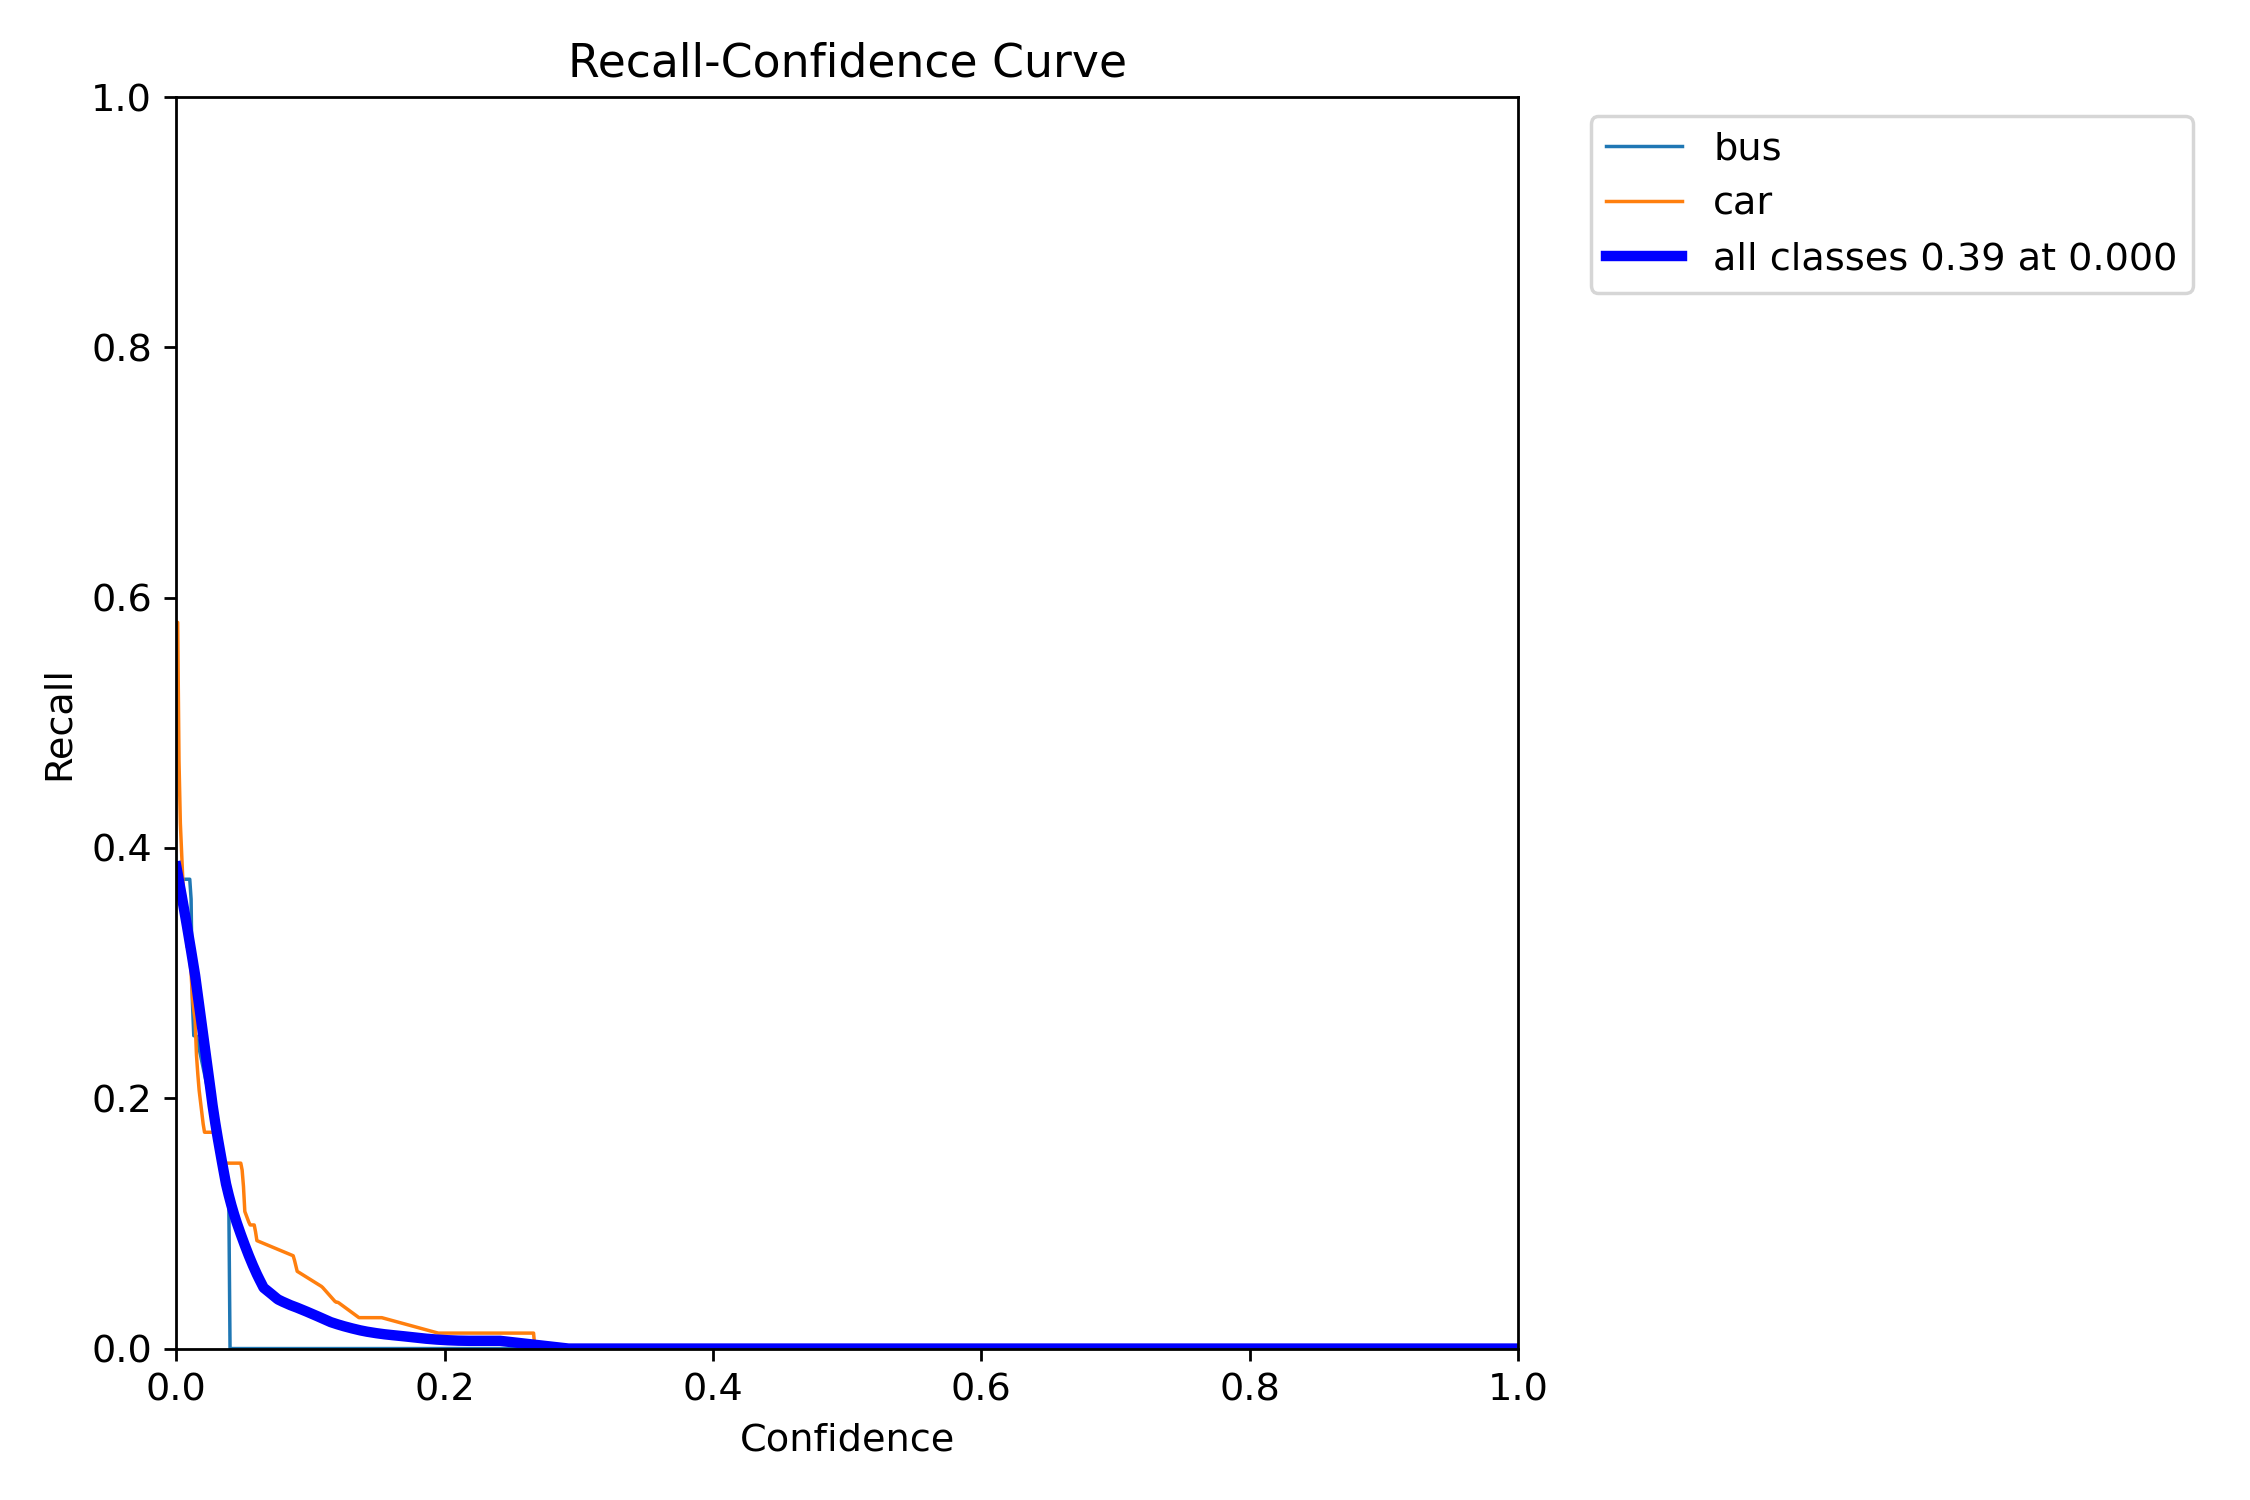 Recall-Confidence Curve
1.0
0.8
0.6
0.4
0.2
0.0
Recall
0.0 0.2 0.4 0.6 0.8 1.0
Confidence
bus
car
all classes 0.39 at 0.000